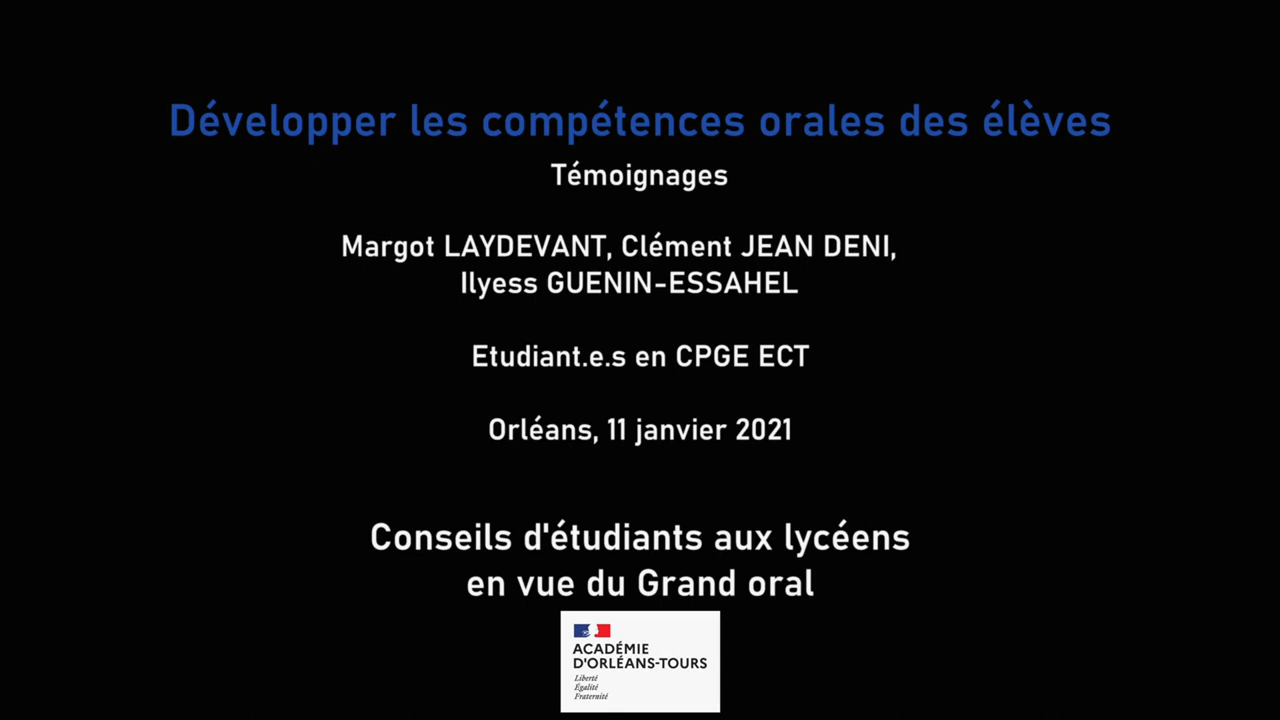 Développer les compétences orales des élèves
Témoignages
Margot LAYDEVANT, Clément JEAN DENI,
Ilyess GUENIN-ESSAHEL
Etudiant.e.s en CPGE ECT
Orléans, 11 janvier 2021
Conseils d'étudiants aux lycéens
en vue du Grand oral
ACADÉMIE
D'ORLÉANS-TOURS
Liberté
Égalité
Fraternité